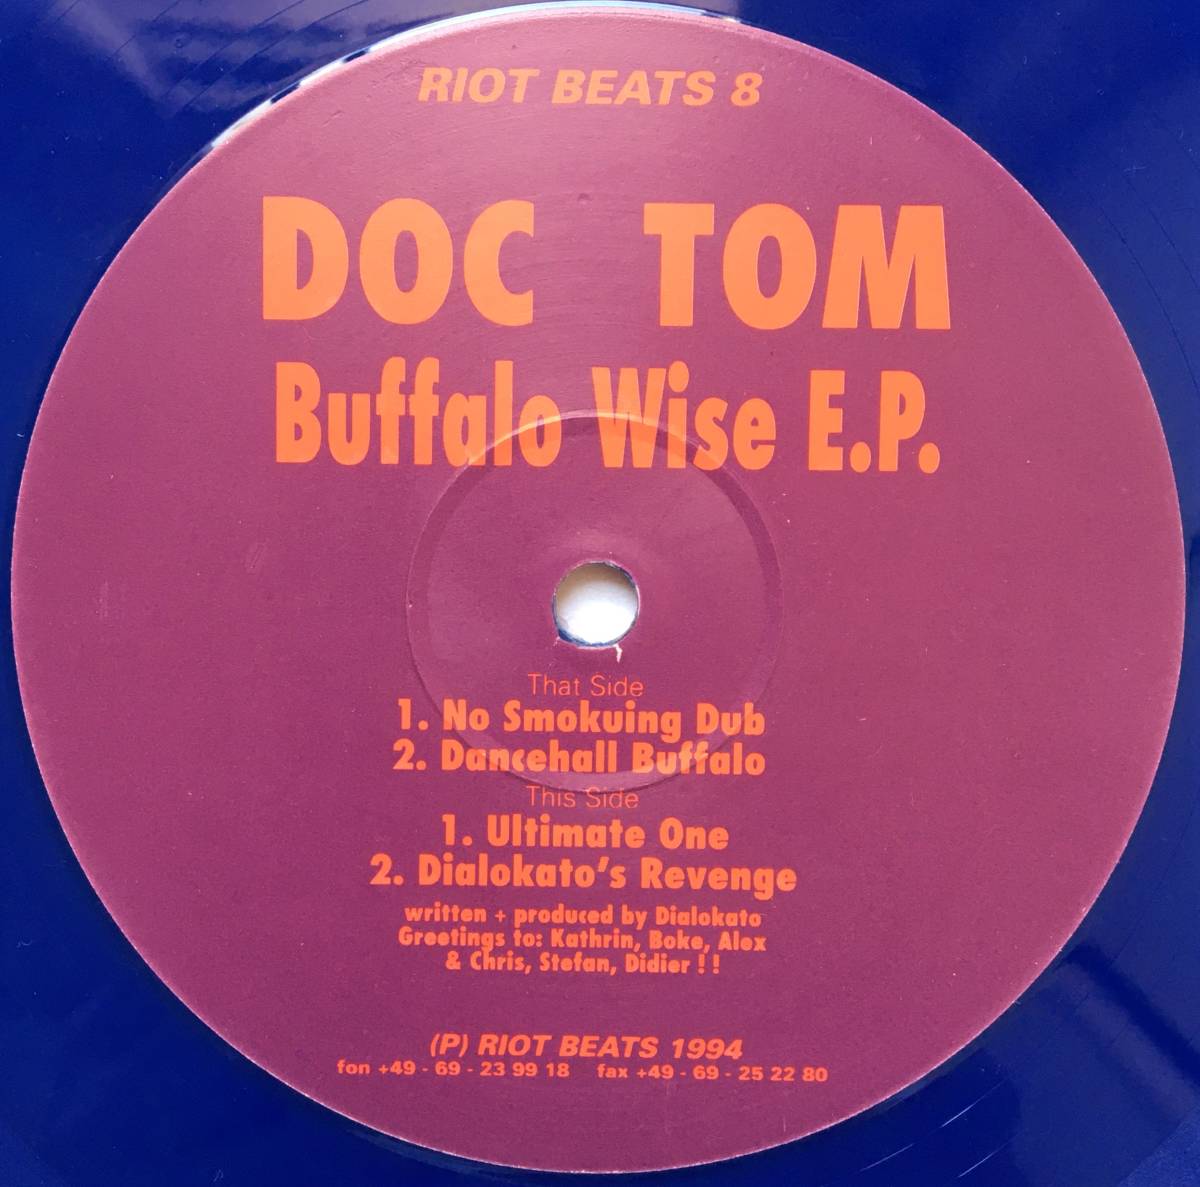 RIOT BEATS 8
DOC TOM
Buffalo Wise E.P.
That Side
1. No Smokuing Dub
2. Dancehall Buffalo
This Side
1. Ultimate One
2. Dialokato's Revenge
written + produced by Dialokato
Greetings to: Kathrin, Boke, Alex
& Chris, Stefan, Didier ! !
(P) RIOT BEATS 1994
fon +49 - 69 - 23 99 18 fax +49 - 69 - 25 22 80